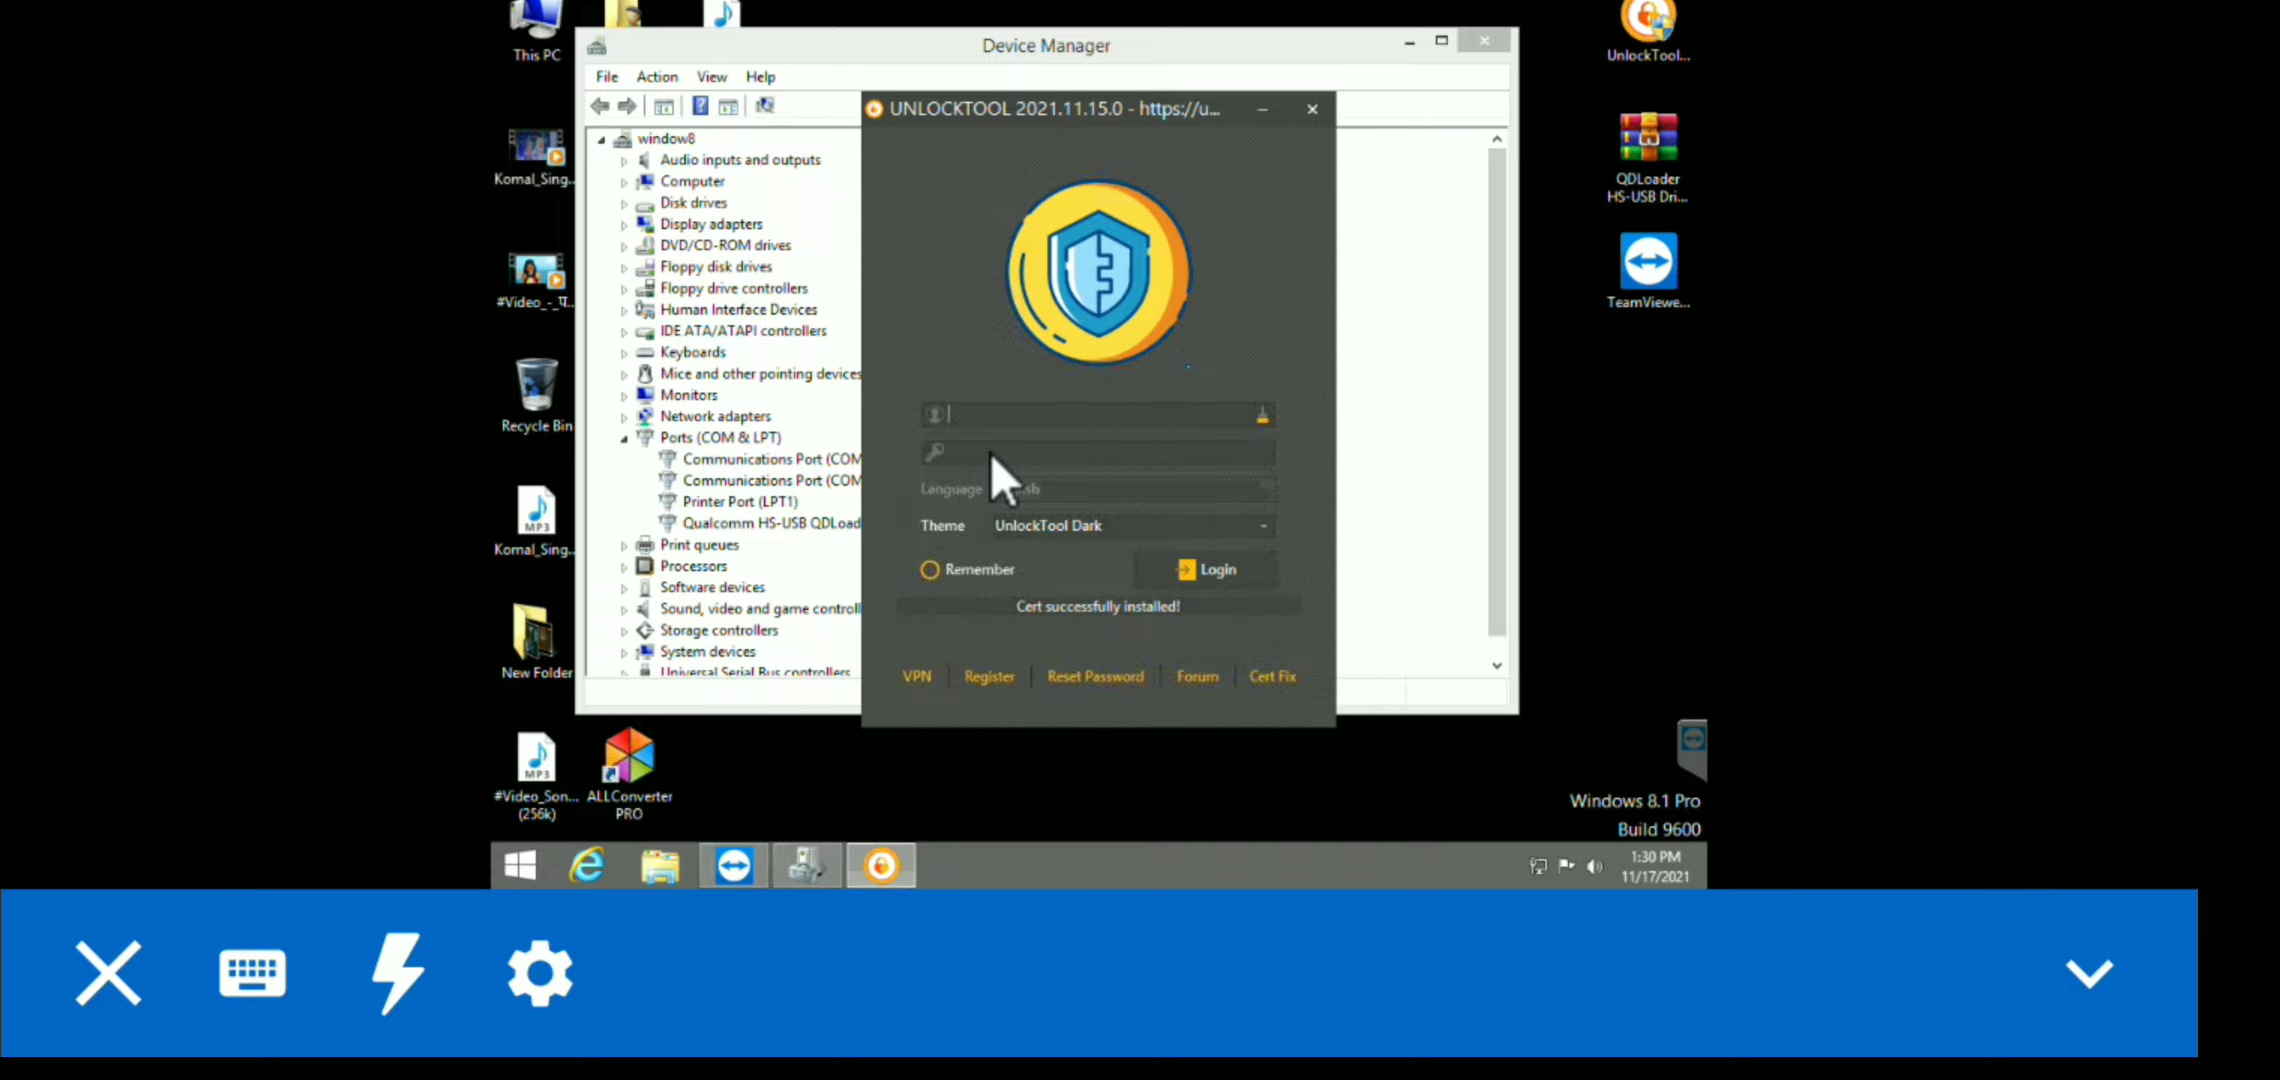 This PC
UnlockTool...
Device Manager
File Action View Help
UNLOCKTOOL 2021.11.15.0 - https://u...
window8
Audio inputs and outputs
Computer
Disk drives
Display adapters
DVD/CD-ROM drives
Floppy disk drives
Floppy drive controllers
Human Interface Devices
IDE ATA/ATAPI controllers
Keyboards
Mice and other pointing devices
Monitors
Network adapters
Ports (COM & LPT)
Communications Port (COM
Communications Port (COM
Printer Port (LPT1)
Qualcomm HS-USB QDLoad
Print queues
Processors
Software devices
Sound, video and game controll
Storage controllers
System devices
Universal Serial Bus controllers
Language
Theme UnlockTool Dark
Remember Login
Cert successfully installed!
VPN Register Reset Password Forum Cert Fix
Komal_Sing...
#Video_-_प...
Recycle Bin
MP3
Komal_Sing...
New Folder
MP3
#Video_Son...
(256k)
ALLConverter
PRO
QDLoader
HS-USB Dri...
TeamViewe...
Windows 8.1 Pro
Build 9600
1:30 PM
11/17/2021